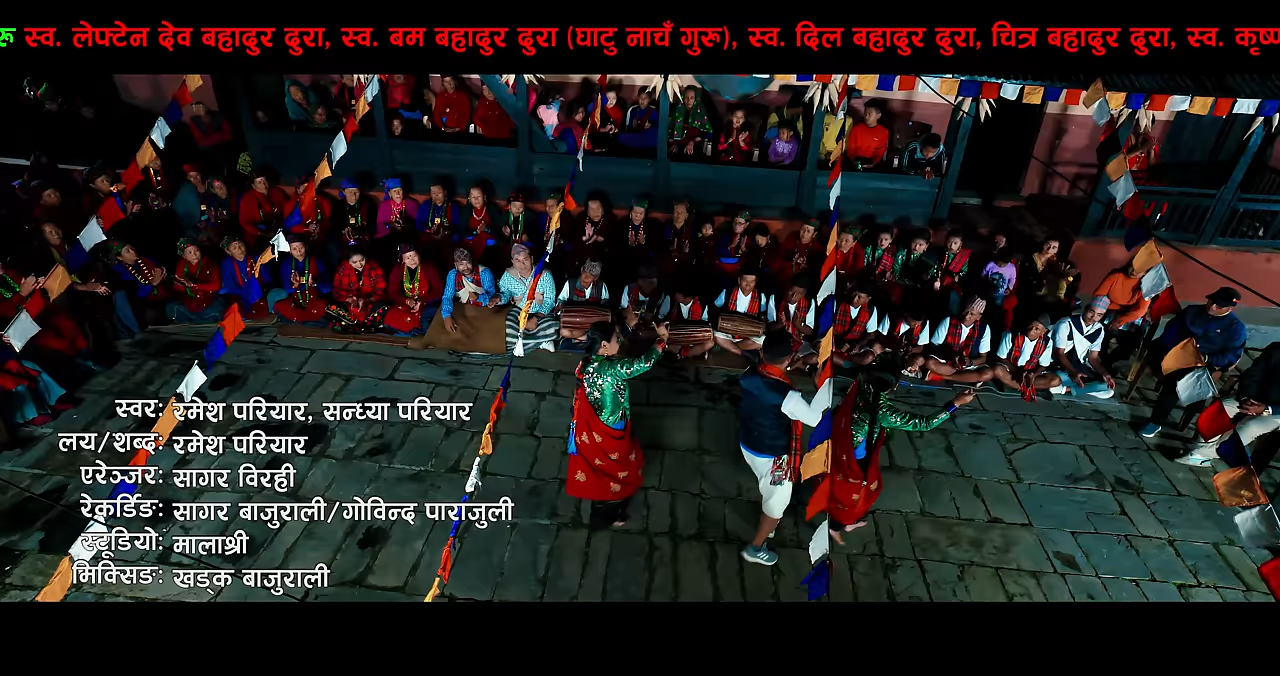 रू स्व. लेफ्टेन देव बहादुर दुरा, स्व. बम बहादुर दुरा (घाटु नाचँ गुरू), स्व. दिल बहादुर दुरा, चित्र बहादुर दुरा, स्व. कृष्ण
स्वर: रमेश परियार, सन्ध्या परियार
लय/शब्द: रमेश परियार
एरेञ्जर: सागर विरही
रेकर्डिङ: सागर बाजुराली/गोविन्द पाराजुली
स्टूडियो: मालाश्री
मिक्सिङ: खड्क बाजुराली